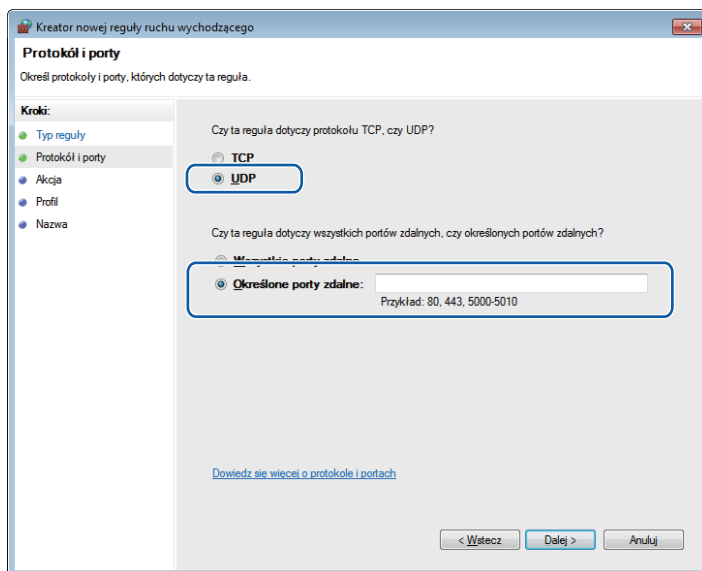 Kreator nowej reguły ruchu wychodzącego
Protokół i porty
Określ protokoły i porty, których dotyczy ta reguła.
Kroki:
Typ reguły
Protokół i porty
Akcja
Profil
Nazwa
Czy ta reguła dotyczy protokołu TCP, czy UDP?
TCP
UDP
Czy ta reguła dotyczy wszystkich portów zdalnych, czy określonych portów zdalnych?
Wszystkie porty zdalne
Określone porty zdalne:
Przykład: 80, 443, 5000-5010
Dowiedz się więcej o protokole i portach
< Wstecz
Dalej >
Anuluj